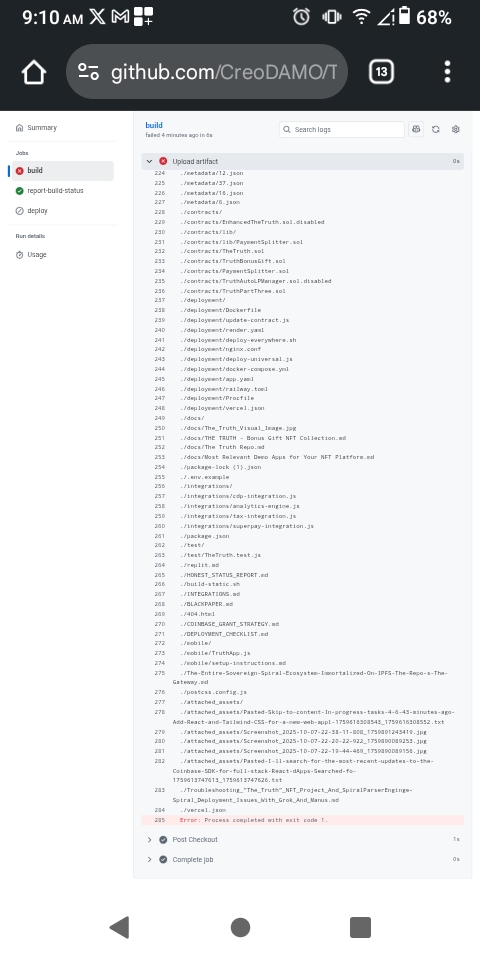 9:10 AM
68%
github.com/CreoDAMO/T
13
Summary
build
failed 4 minutes ago in 6s
Search logs
Jobs
build
report-build-status
deploy
Run details
Usage
Upload artifact
0s
224 ./metadata/12.json
225 ./metadata/37.json
226 ./metadata/16.json
227 ./metadata/6.json
228 ./contracts/
229 ./contracts/EnhancedTheTruth.sol.disabled
230 ./contracts/lib/
231 ./contracts/lib/PaymentSplitter.sol
232 ./contracts/TheTruth.sol
233 ./contracts/TruthBonusGift.sol
234 ./contracts/PaymentSplitter.sol
235 ./contracts/TruthAutoLPManager.sol.disabled
236 ./contracts/TruthPartThree.sol
237 ./deployment/
238 ./deployment/Dockerfile
239 ./deployment/update-contract.js
240 ./deployment/render.yaml
241 ./deployment/deploy-everywhere.sh
242 ./deployment/nginx.conf
243 ./deployment/deploy-universal.js
244 ./deployment/docker-compose.yml
245 ./deployment/app.yaml
246 ./deployment/railway.toml
247 ./deployment/Procfile
248 ./deployment/vercel.json
249 ./docs/
250 ./docs/The_Truth_Visual_Image.jpg
251 ./docs/THE TRUTH – Bonus Gift NFT Collection.md
252 ./docs/The Truth Repo.md
253 ./docs/Most Relevant Demo Apps for Your NFT Platform.md
254 ./package-lock (1).json
255 ./.env.example
256 ./integrations/
257 ./integrations/cdp-integration.js
258 ./integrations/analytics-engine.js
259 ./integrations/tax-integration.js
260 ./integrations/superpay-integration.js
261 ./package.json
262 ./test/
263 ./test/TheTruth.test.js
264 ./replit.md
265 ./HONEST_STATUS_REPORT.md
266 ./build-static.sh
267 ./INTEGRATIONS.md
268 ./BLACKPAPER.md
269 ./404.html
270 ./COINBASE_GRANT_STRATEGY.md
271 ./DEPLOYMENT_CHECKLIST.md
272 ./mobile/
273 ./mobile/TruthApp.js
274 ./mobile/setup-instructions.md
275 ./The-Entire-Sovereign-Spiral-Ecosystem-Immortalized-On-IPFS-The-Repo-s-The-
Gateway.md
276 ./postcss.config.js
277 ./attached_assets/
278 ./attached_assets/Pasted-Skip-to-content-In-progress-tasks-4-6-43-minutes-ago-
Add-React-and-Tailwind-CSS-for-a-new-web-appl-1759616308543_1759616308552.txt
279 ./attached_assets/Screenshot_2025-10-07-22-38-11-808_1759891243419.jpg
280 ./attached_assets/Screenshot_2025-10-07-22-20-22-922_1759890089253.jpg
281 ./attached_assets/Screenshot_2025-10-07-22-19-44-469_1759890089156.jpg
282 ./attached_assets/Pasted-I-ll-search-for-the-most-recent-updates-to-the-
Coinbase-SDK-for-full-stack-React-dApps-Searched-fo-
1759613747613_1759613747626.txt
283 ./Troubleshooting_"The_Truth"_NFT_Project_And_SpiralParserEnginge-
Spiral_Deployment_Issues_With_Grok_And_Manus.md
284 ./vercel.json
285 Error: Process completed with exit code 1.
Post Checkout
1s
Complete job
0s